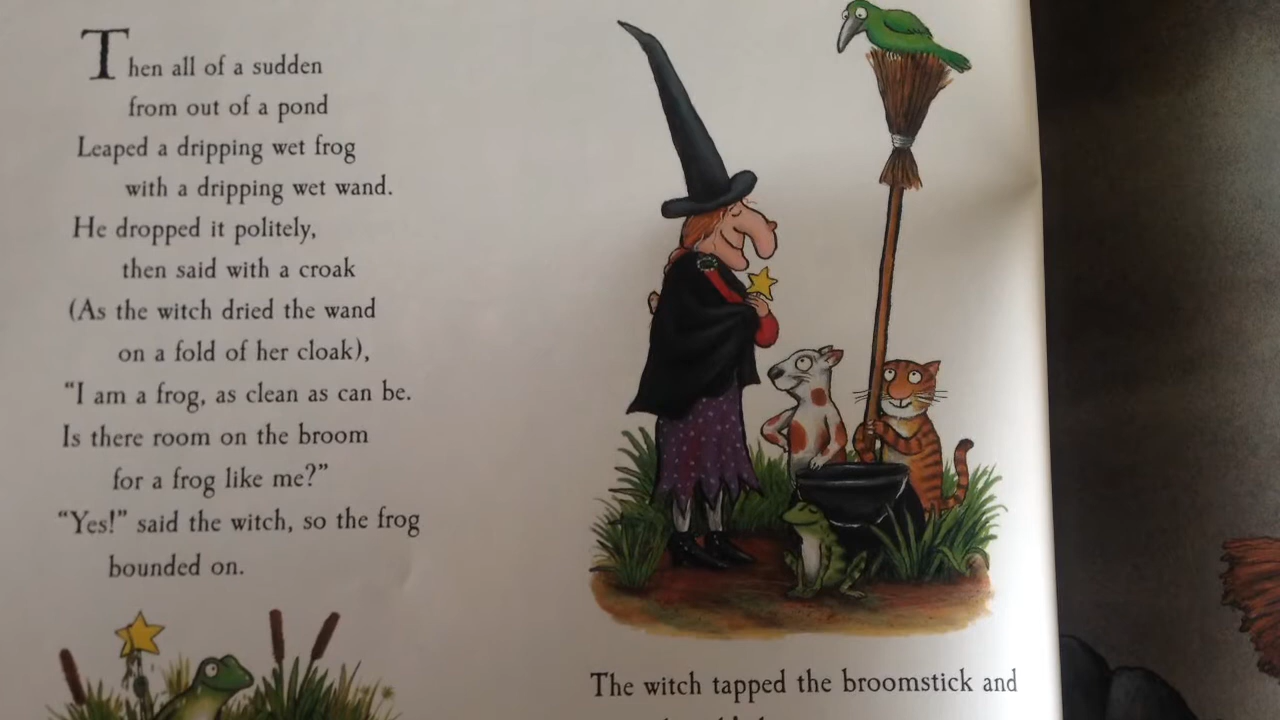 Then all of a sudden
from out of a pond
Leaped a dripping wet frog
with a dripping wet wand.
He dropped it politely,
then said with a croak
(As the witch dried the wand
on a fold of her cloak),
“I am a frog, as clean as can be.
Is there room on the broom
for a frog like me?”
“Yes!” said the witch, so the frog
bounded on.
The witch tapped the broomstick and